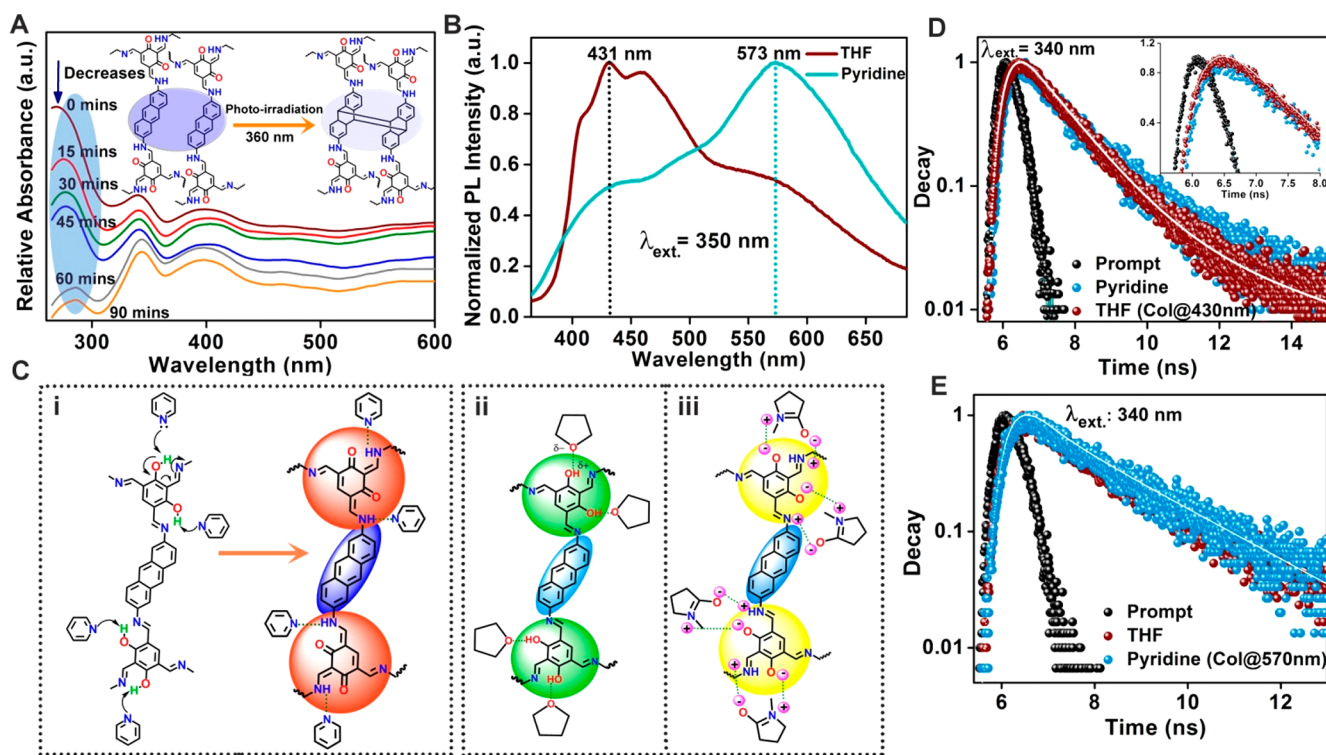 A
Relative Absorbance (a.u.)
Decreases
0 mins
15 mins
30 mins
45 mins
60 mins
90 mins
Photo-irradiation
360 nm
300
400
500
600
Wavelength (nm)
B
Normalized PL Intensity (a.u.)
431 nm
573 nm
THF
Pyridine
λext.= 350 nm
1.0
0.8
0.6
0.4
0.2
0.0
400
450
500
550
600
650
Wavelength (nm)
C
i
ii
iii
δ−
δ+
D
λext.= 340 nm
Decay
1
0.1
0.01
Prompt
Pyridine
THF (Col@430nm)
6
8
10
12
14
Time (ns)
1.2
0.8
0.4
6.0
6.5
7.0
7.5
8.0
Time (ns)
E
λext.: 340 nm
Decay
1
0.1
0.01
Prompt
THF
Pyridine (Col@570nm)
6
8
10
12
Time (ns)